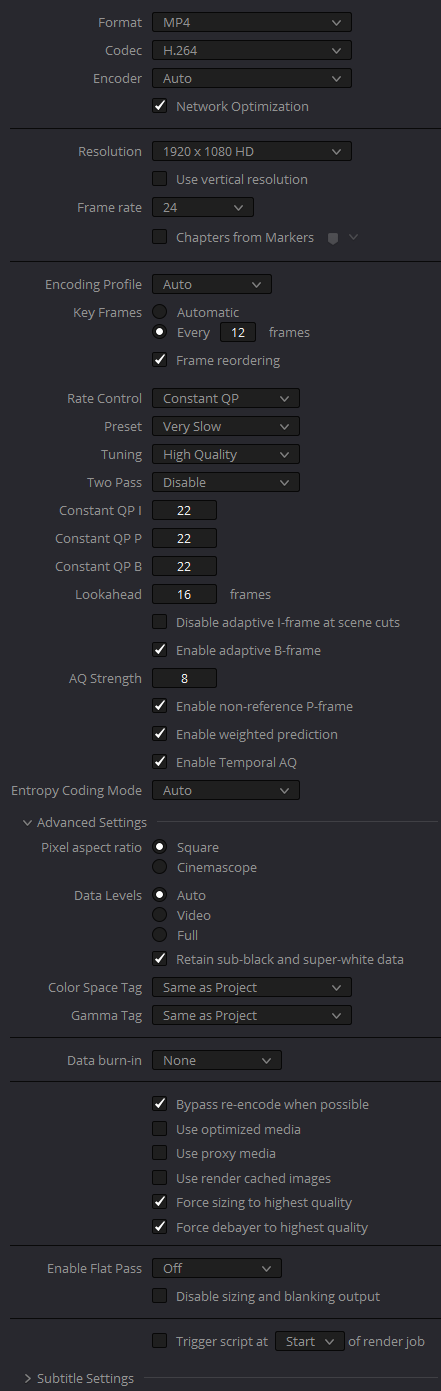 Format MP4
Codec H.264
Encoder Auto
Network Optimization
Resolution 1920 x 1080 HD
Use vertical resolution
Frame rate 24
Chapters from Markers
Encoding Profile Auto
Key Frames Automatic
Every 12 frames
Frame reordering
Rate Control Constant QP
Preset Very Slow
Tuning High Quality
Two Pass Disable
Constant QP I 22
Constant QP P 22
Constant QP B 22
Lookahead 16 frames
Disable adaptive I-frame at scene cuts
Enable adaptive B-frame
AQ Strength 8
Enable non-reference P-frame
Enable weighted prediction
Enable Temporal AQ
Entropy Coding Mode Auto
Advanced Settings
Pixel aspect ratio Square
Cinemascope
Data Levels Auto
Video
Full
Retain sub-black and super-white data
Color Space Tag Same as Project
Gamma Tag Same as Project
Data burn-in None
Bypass re-encode when possible
Use optimized media
Use proxy media
Use render cached images
Force sizing to highest quality
Force debayer to highest quality
Enable Flat Pass Off
Disable sizing and blanking output
Trigger script at Start of render job
Subtitle Settings